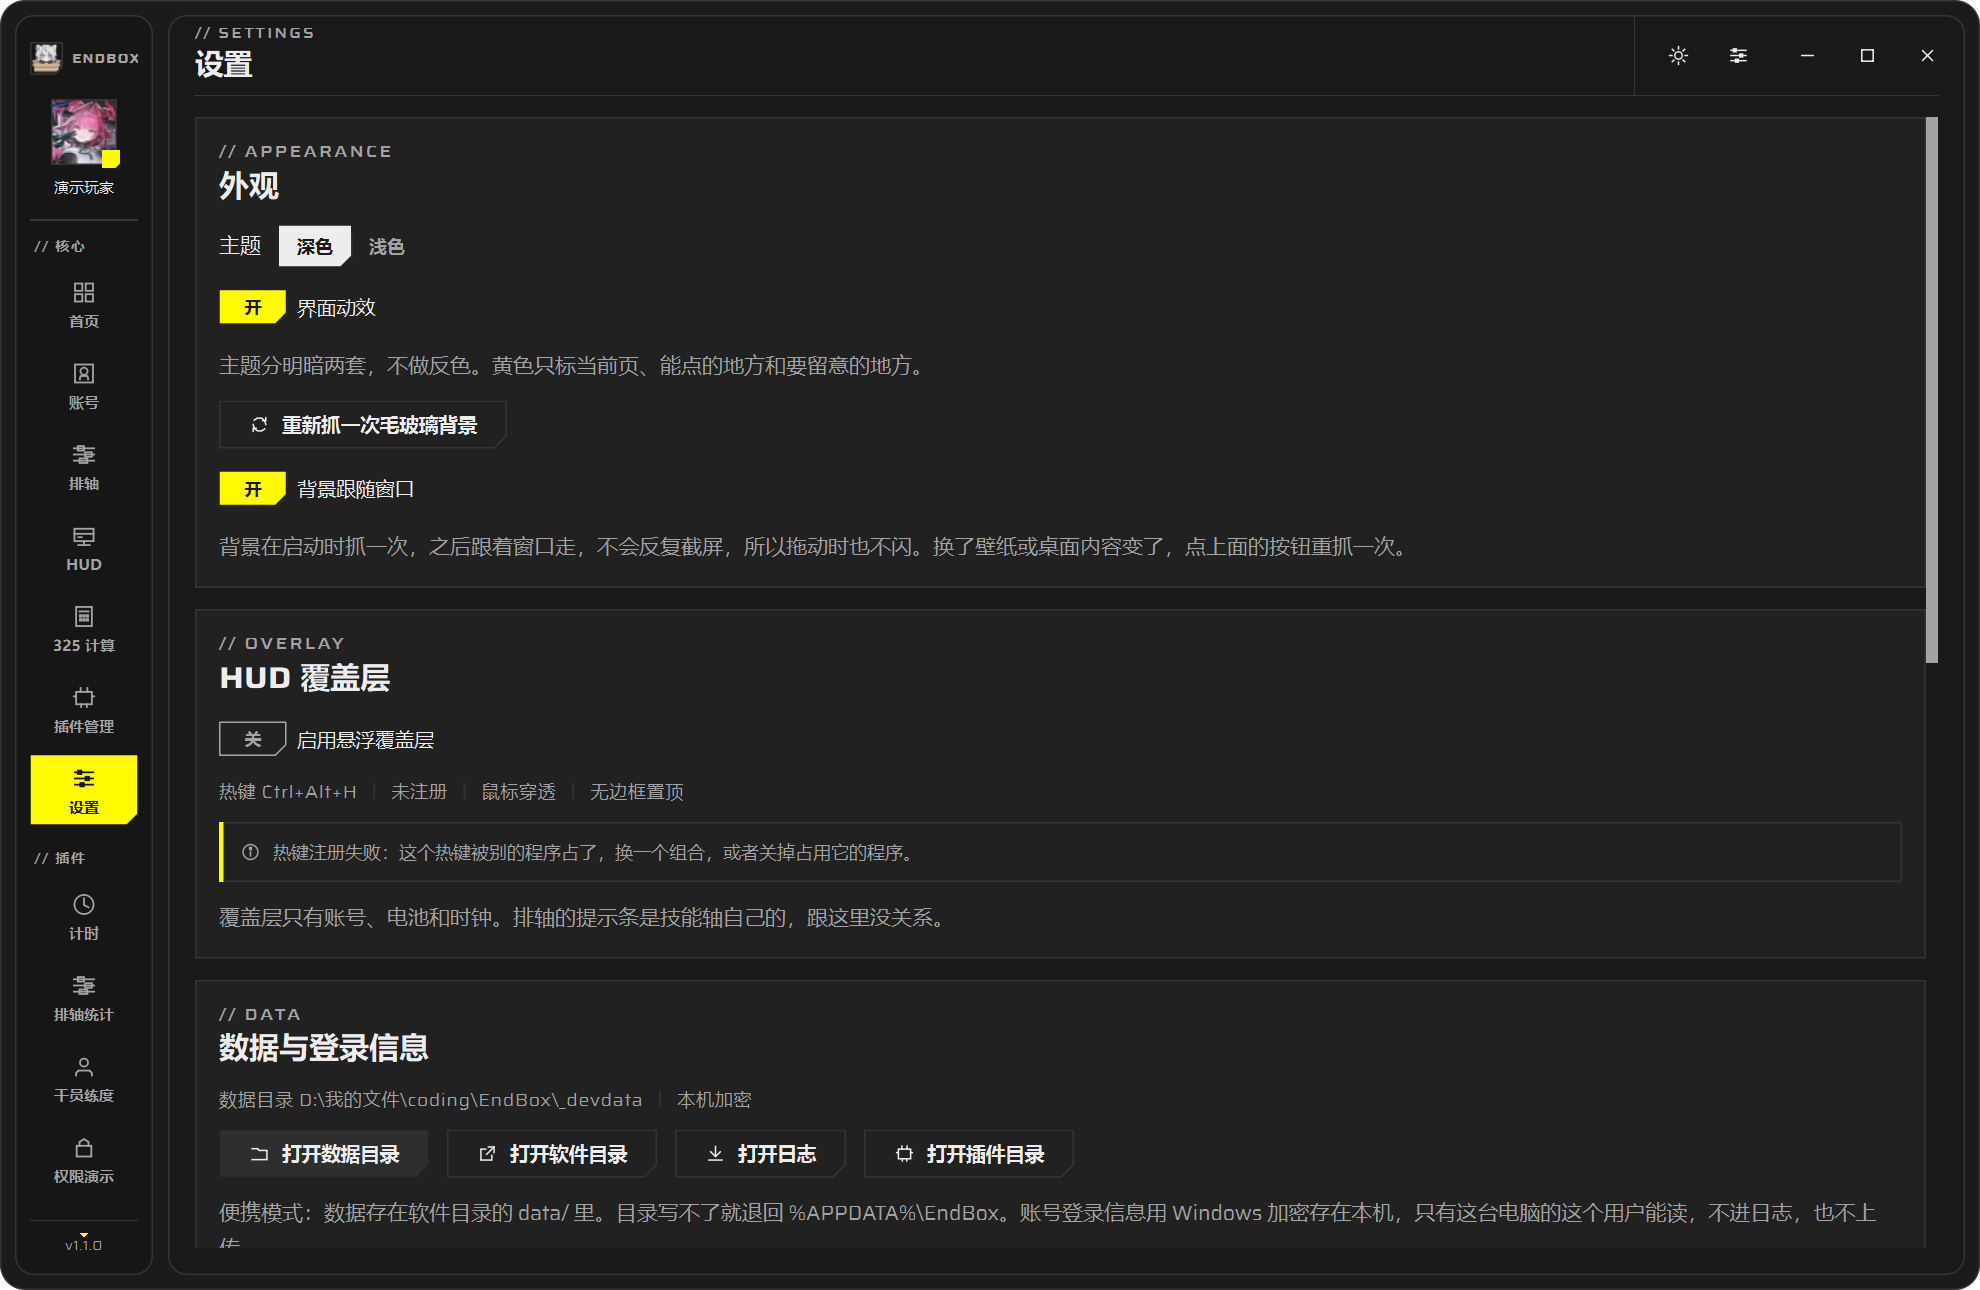 ENDBOX
演示玩家
// 核心
首页
账号
排轴
HUD
325 计算
插件管理
设置
// 插件
计时
排轴统计
干员练度
权限演示
v1.1.0
// SETTINGS
设置
// APPEARANCE
外观
主题 深色 浅色
开 界面动效
主题分明暗两套，不做反色。黄色只标当前页、能点的地方和要留意的地方。
重新抓一次毛玻璃背景
开 背景跟随窗口
背景在启动时抓一次，之后跟着窗口走，不会反复截屏，所以拖动时也不闪。换了壁纸或桌面内容变了，点上面的按钮重抓一次。
// OVERLAY
HUD 覆盖层
关 启用悬浮覆盖层
热键 Ctrl+Alt+H 未注册 鼠标穿透 无边框置顶
热键注册失败：这个热键被别的程序占了，换一个组合，或者关掉占用它的程序。
覆盖层只有账号、电池和时钟。排轴的提示条是技能轴自己的，跟这里没关系。
// DATA
数据与登录信息
数据目录 D:\我的文件\coding\EndBox\_devdata 本机加密
打开数据目录 打开软件目录 打开日志 打开插件目录
便携模式：数据存在软件目录的 data/ 里。目录写不了就退回 %APPDATA%\EndBox。账号登录信息用 Windows 加密存在本机，只有这台电脑的这个用户能读，不进日志，也不上
传